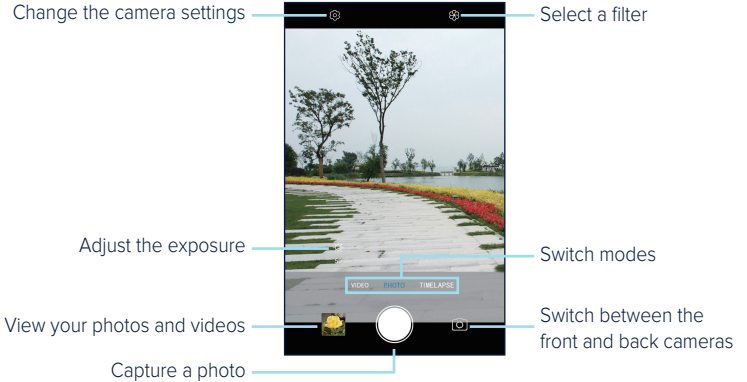 Change the camera settings
Select a filter
Adjust the exposure
Switch modes
VIDEO PHOTO TIMELAPSE
View your photos and videos
Switch between the
front and back cameras
Capture a photo